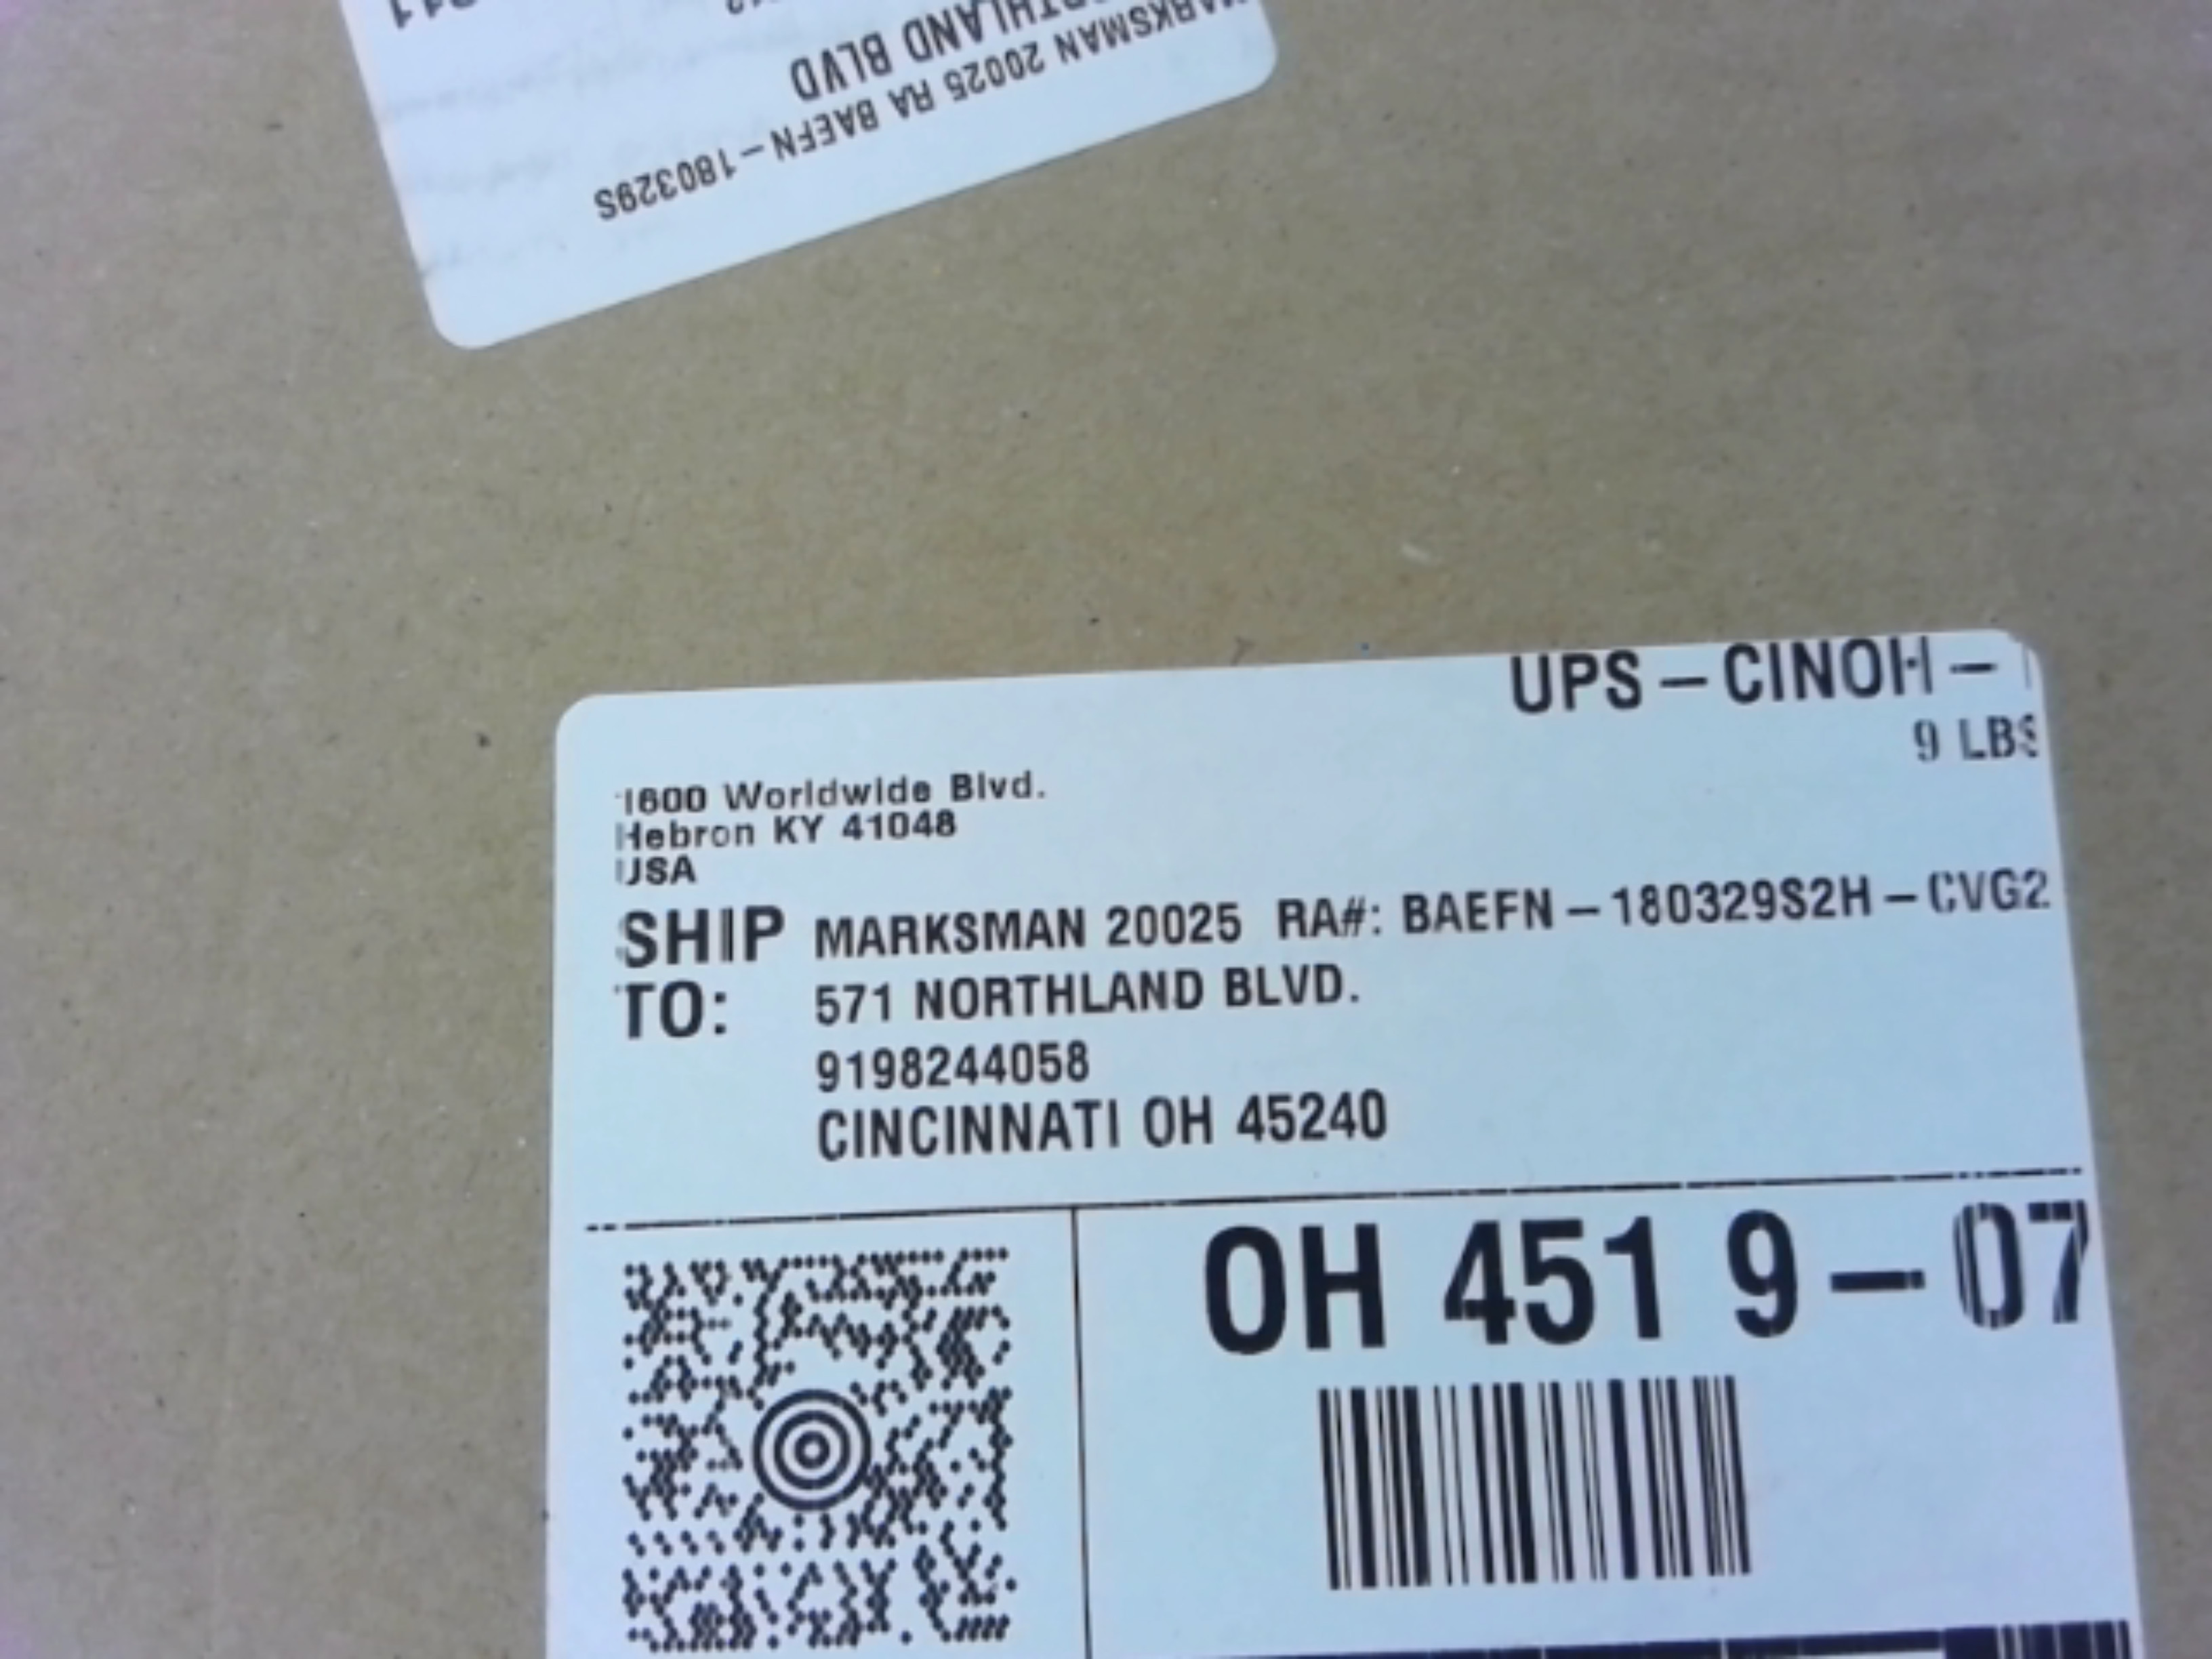 BLVD
MARKSMAN 20025 RA BAEFN-180329S
UPS-CINOH-
9 LBS
1600 Worldwide Blvd.
Hebron KY 41048
USA
SHIP TO:
MARKSMAN 20025 RA#: BAEFN-180329S2H-CVG2
571 NORTHLAND BLVD.
9198244058
CINCINNATI OH 45240
OH 451 9-07